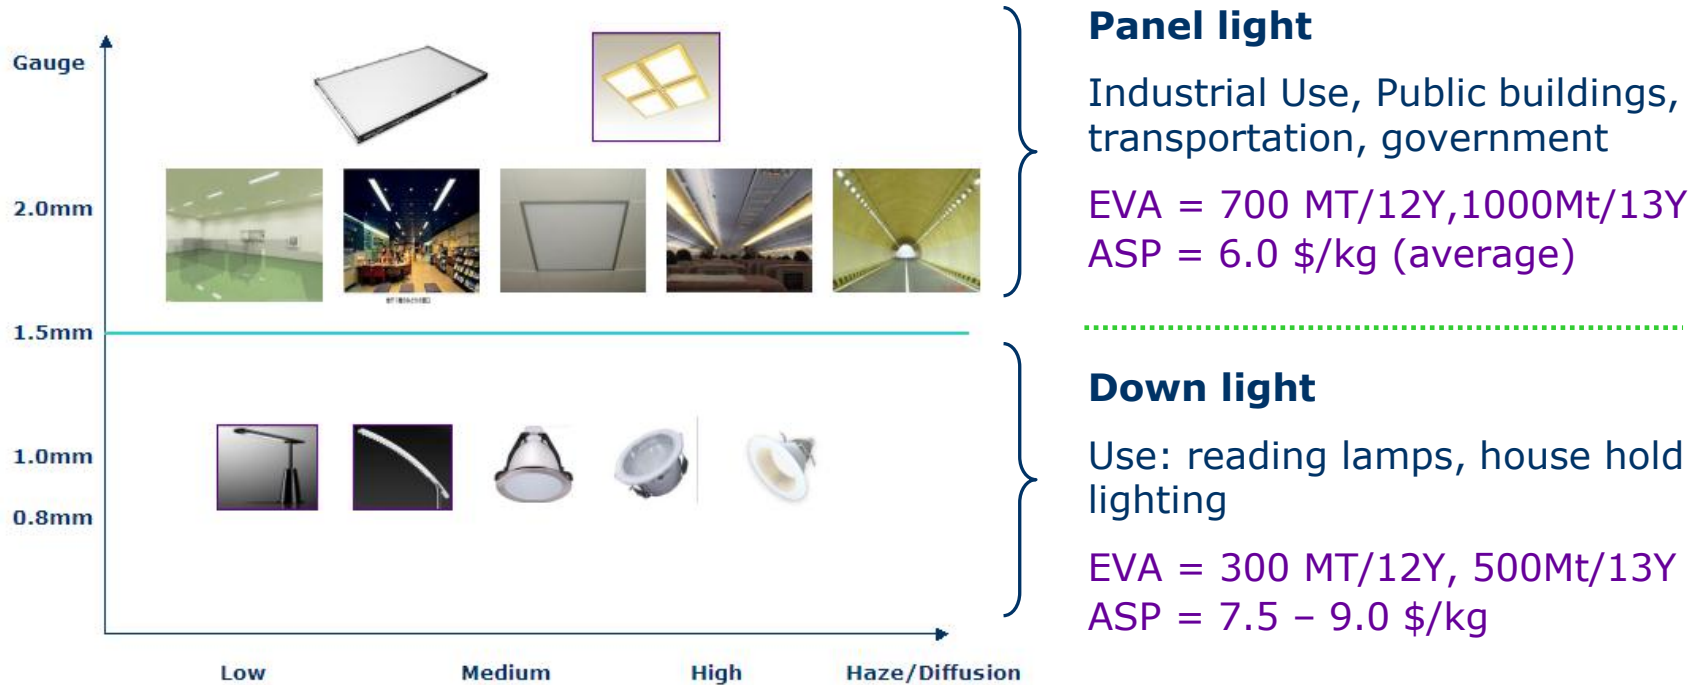 Gauge
2.0mm
1.5mm
1.0mm
0.8mm
Low
Medium
High
Haze/Diffusion
Panel light
Industrial Use, Public buildings,
transportation, government
EVA = 700 MT/12Y,1000Mt/13Y
ASP = 6.0 $/kg (average)
Down light
Use: reading lamps, house hold
lighting
EVA = 300 MT/12Y, 500Mt/13Y
ASP = 7.5 – 9.0 $/kg